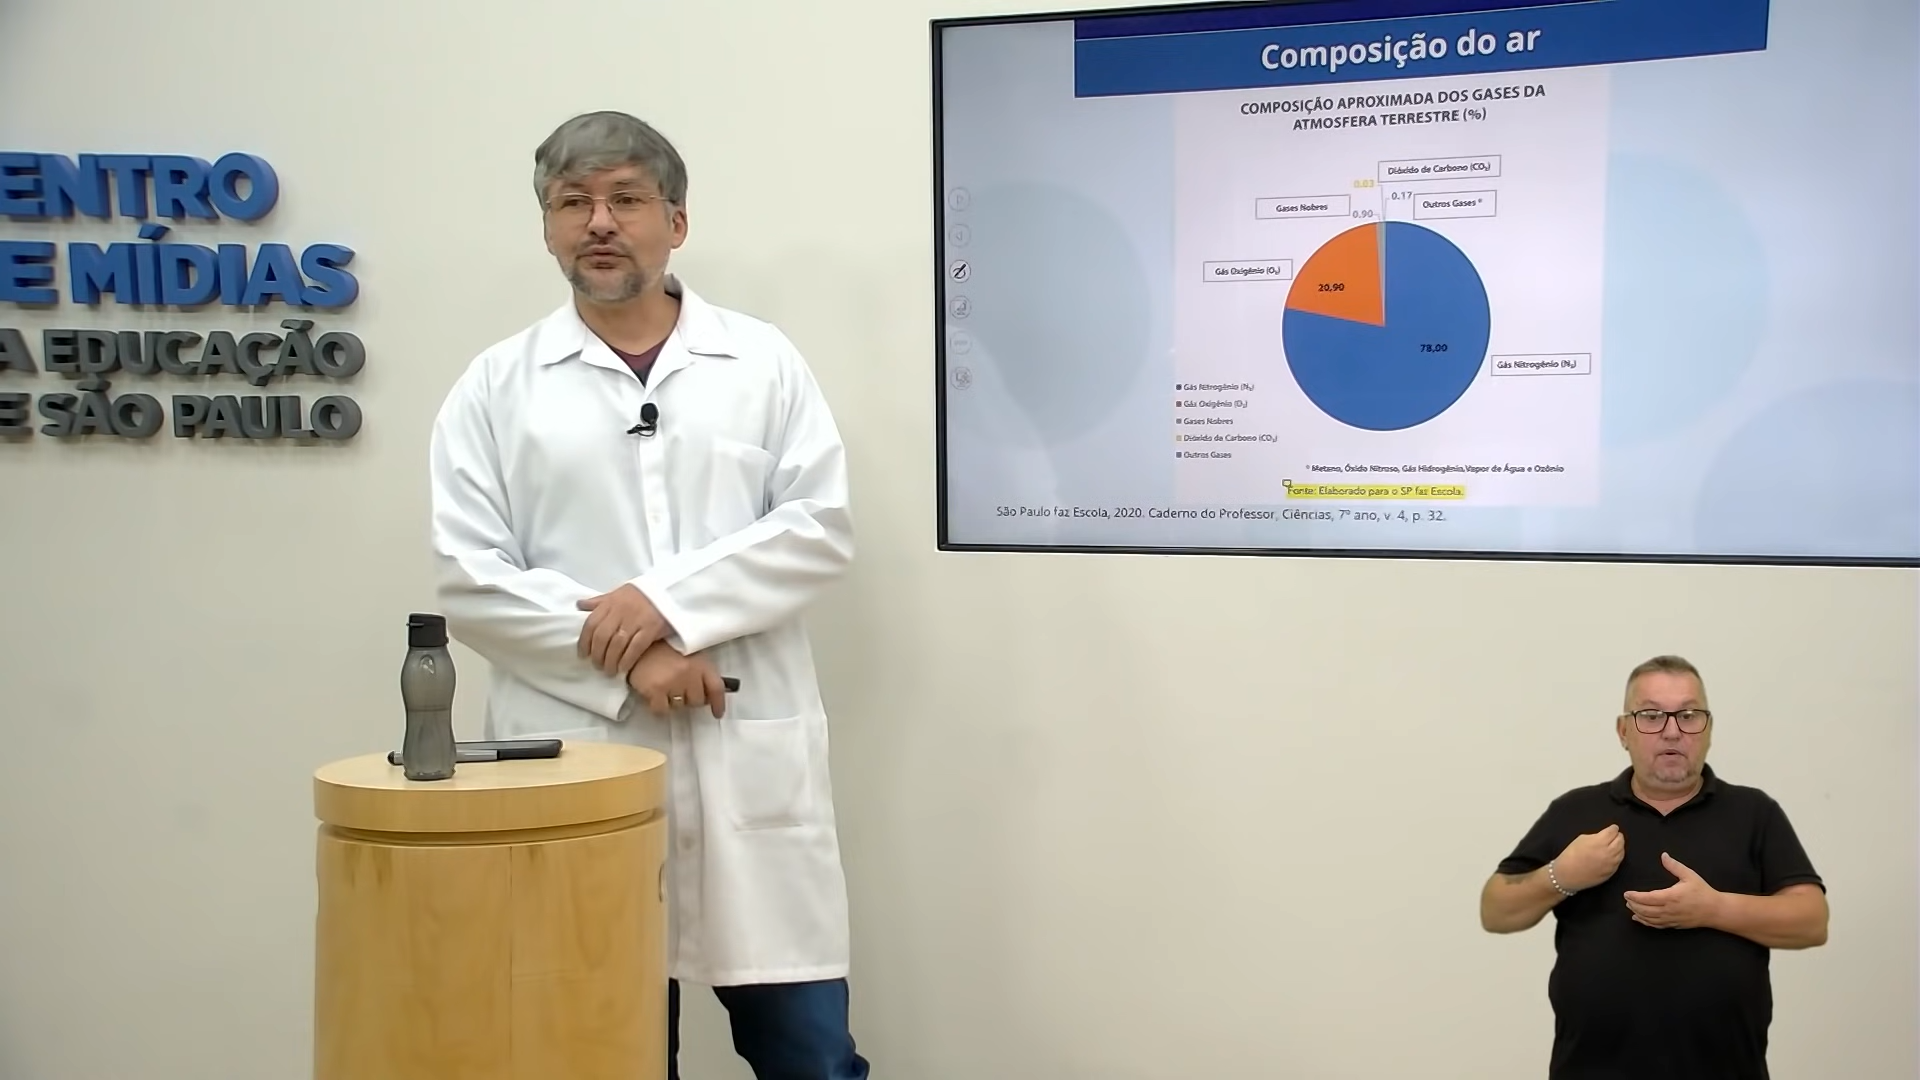 ENTRO
E MÍDIAS
A EDUCAÇÃO
E SÃO PAULO
Composição do ar
COMPOSIÇÃO APROXIMADA DOS GASES DA
ATMOSFERA TERRESTRE (%)
Dióxido de Carbono (CO₂)
0.03
0.17
Outros Gases *
Gases Nobres
0.90
Gás Oxigênio (O₂)
20,90
78,00
Gás Nitrogênio (N₂)
Gás Nitrogênio (N₂)
Gás Oxigênio (O₂)
Gases Nobres
Dióxido de Carbono (CO₂)
Outros Gases
* Metano, Óxido Nitroso, Gás Hidrogênio, Vapor de Água e Ozônio
Fonte: Elaborado para o SP faz Escola.
São Paulo faz Escola, 2020. Caderno do Professor, Ciências, 7º ano, v. 4, p. 32.